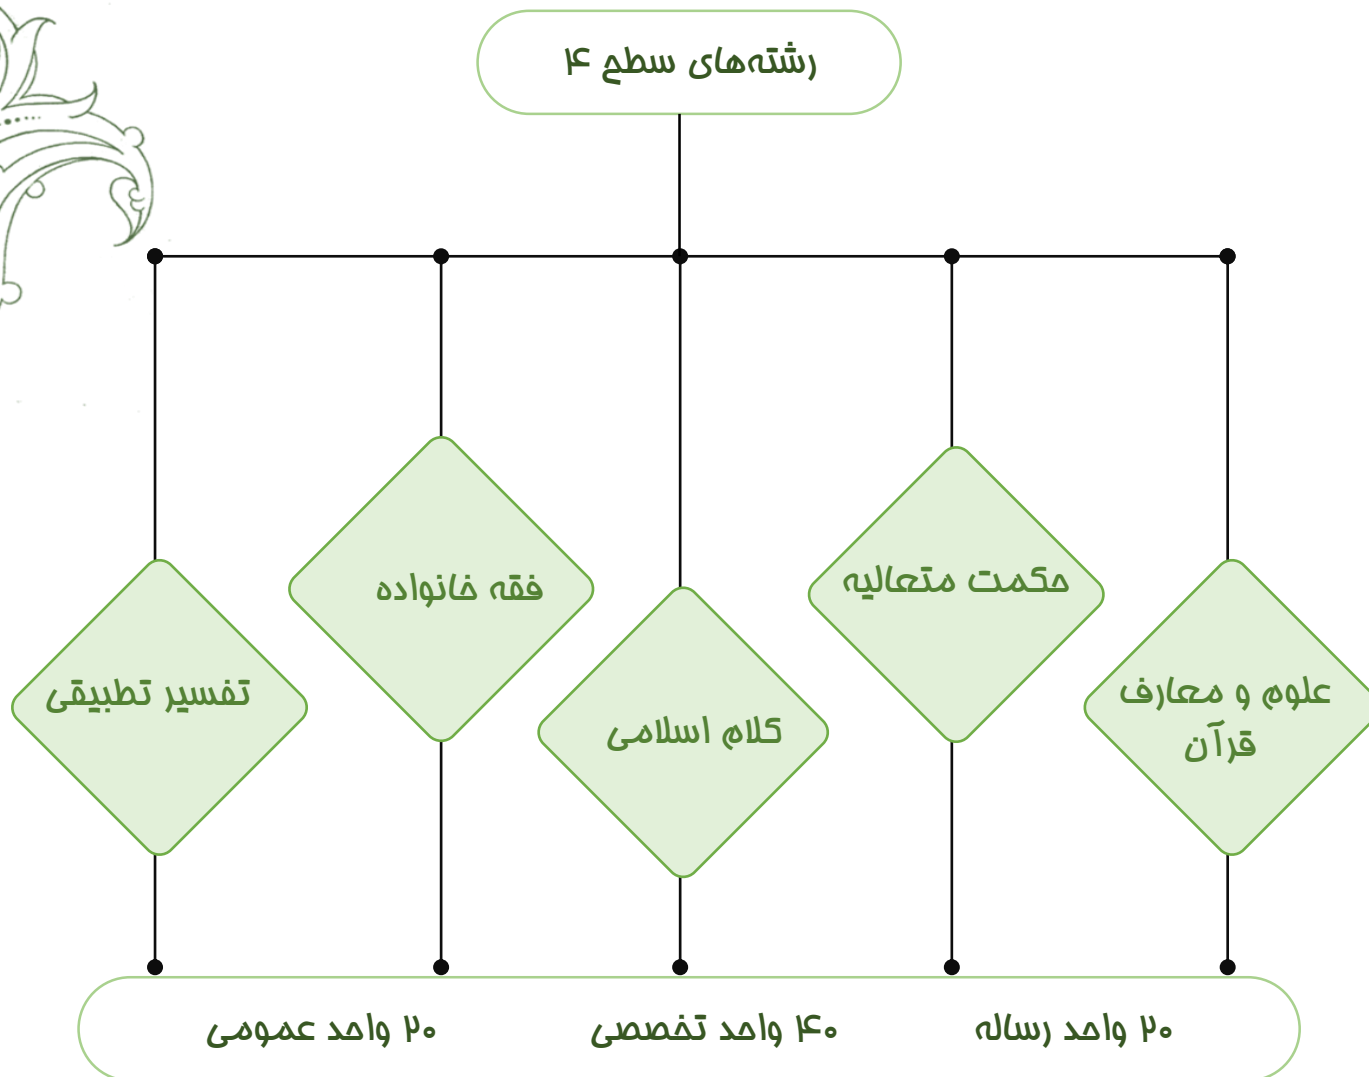 رشته‌های سطح ۴
علوم و معارف
قرآن
حکمت متعالیه
کلام اسلامی
فقه خانواده
تفسیر تطبیقی
۲۰ واحد رساله
۴۰ واحد تخصصی
۲۰ واحد عمومی